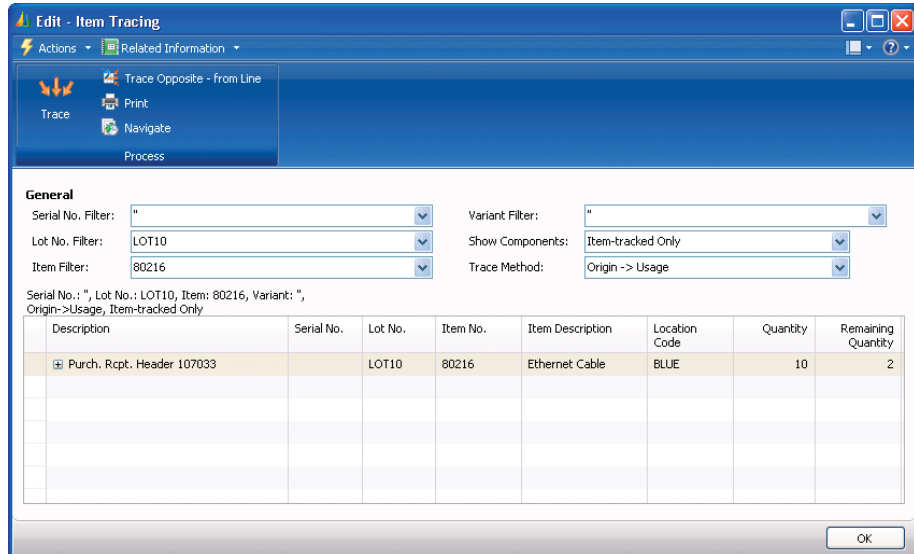 Edit - Item Tracing
Actions Related Information
Trace Opposite - from Line
Print
Trace
Navigate
Process
General
Serial No. Filter: '' Variant Filter: ''
Lot No. Filter: LOT10 Show Components: Item-tracked Only
Item Filter: 80216 Trace Method: Origin -> Usage
Serial No.: '', Lot No.: LOT10, Item: 80216, Variant: '',
Origin->Usage, Item-tracked Only
Description Serial No. Lot No. Item No. Item Description Location Code Quantity Remaining Quantity
Purch. Rcpt. Header 107033 LOT10 80216 Ethernet Cable BLUE 10 2
OK